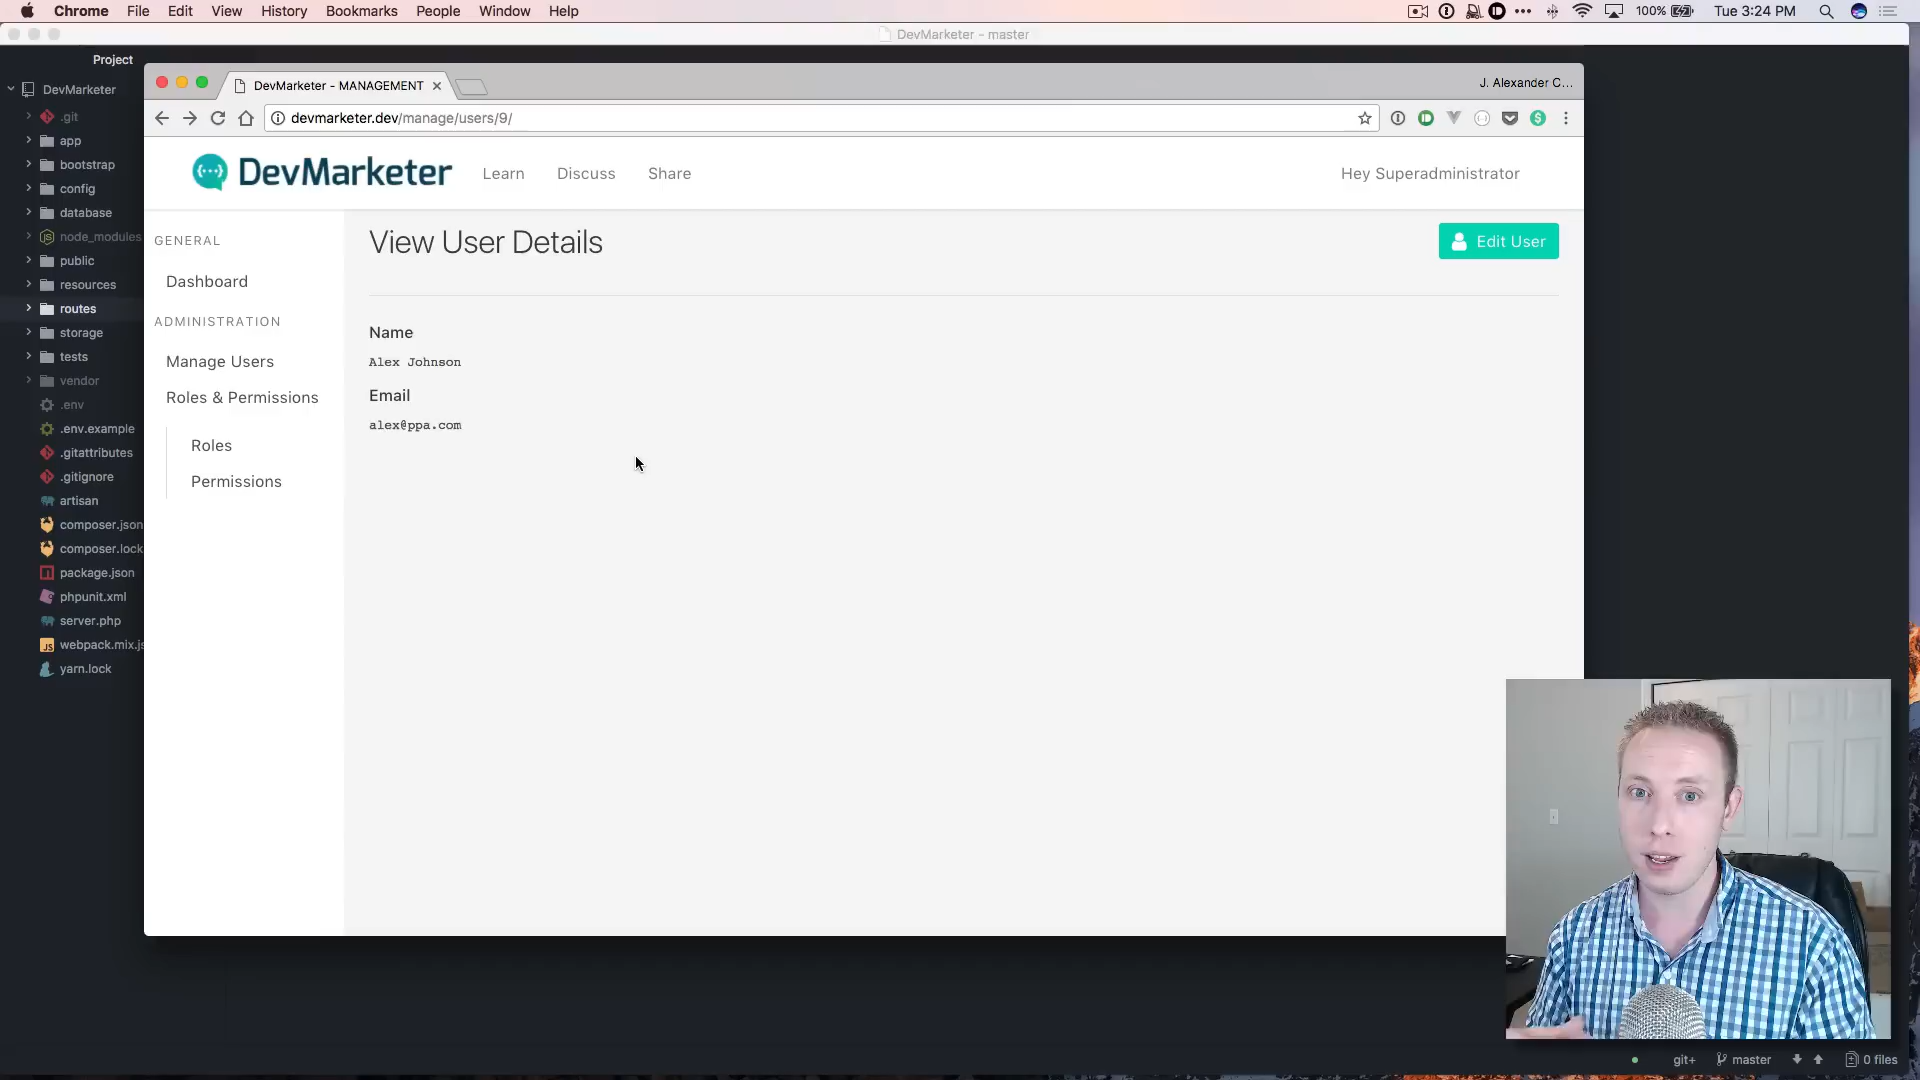 Chrome File Edit View History Bookmarks People Window Help
100% Tue 3:24 PM
DevMarketer - master
Project
DevMarketer
.git
app
bootstrap
config
database
node_modules
public
resources
routes
storage
tests
vendor
.env
.env.example
.gitattributes
.gitignore
artisan
composer.json
composer.lock
package.json
phpunit.xml
server.php
webpack.mix.js
yarn.lock
DevMarketer - MANAGEMENT
J. Alexander C...
devmarketer.dev/manage/users/9/
DevMarketer Learn Discuss Share Hey Superadministrator
GENERAL
Dashboard
ADMINISTRATION
Manage Users
Roles & Permissions
Roles
Permissions
View User Details
Edit User
Name
Alex Johnson
Email
alex@ppa.com
git+ master 0 files